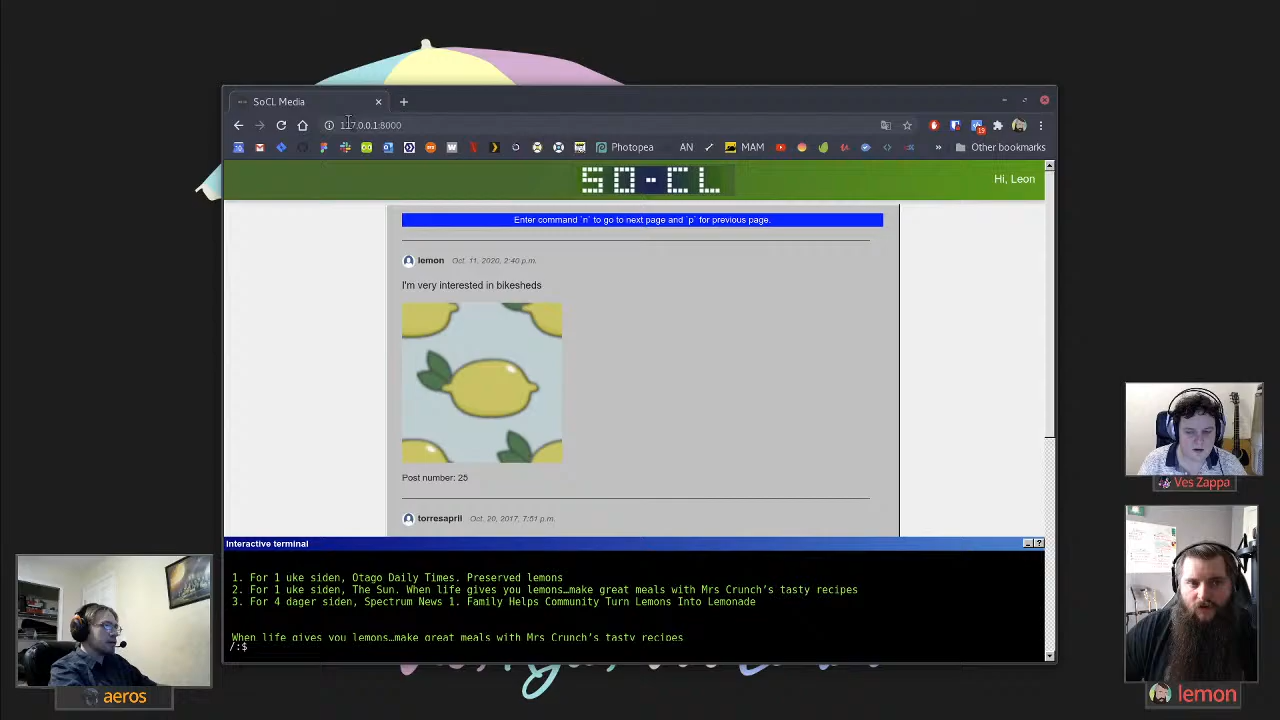 SoCL Media
127.0.0.1:8000
19
Photopea
AN
MAM
Other bookmarks
SO-CL
Hi, Leon
Enter command `n` to go to next page and `p` for previous page.
lemon Oct. 11, 2020, 2:40 p.m.
I'm very interested in bikesheds
Post number: 25
torresapril Oct. 20, 2017, 7:51 p.m.
Interactive terminal
1. For 1 uke siden, Otago Daily Times. Preserved lemons
2. For 1 uke siden, The Sun. When life gives you lemons…make great meals with Mrs Crunch’s tasty recipes
3. For 4 dager siden, Spectrum News 1. Family Helps Community Turn Lemons Into Lemonade
When life gives you lemons…make great meals with Mrs Crunch’s tasty recipes
/:$
Ves Zappa
aeros
lemon